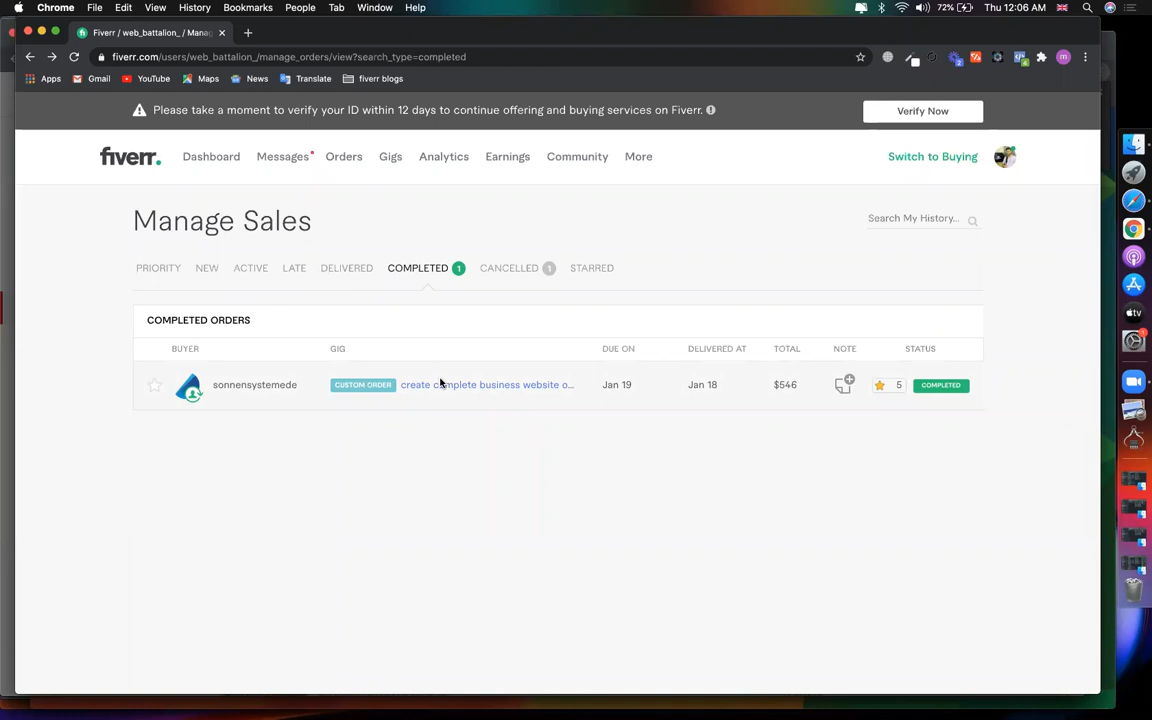 Chrome File Edit View History Bookmarks People Tab Window Help 72% Thu 12:06 AM
Fiverr / web_battalion_ / Mana
fiverr.com/users/web_battalion_/manage_orders/view?search_type=completed
Apps Gmail YouTube Maps News Translate fiverr blogs
Please take a moment to verify your ID within 12 days to continue offering and buying services on Fiverr. Verify Now
fiverr. Dashboard Messages Orders Gigs Analytics Earnings Community More Switch to Buying
Manage Sales
Search My History...
PRIORITY NEW ACTIVE LATE DELIVERED COMPLETED 1 CANCELLED 1 STARRED
COMPLETED ORDERS
BUYER GIG DUE ON DELIVERED AT TOTAL NOTE STATUS
sonnensystemede CUSTOM ORDER create complete business website o... Jan 19 Jan 18 $546 5 COMPLETED
tv